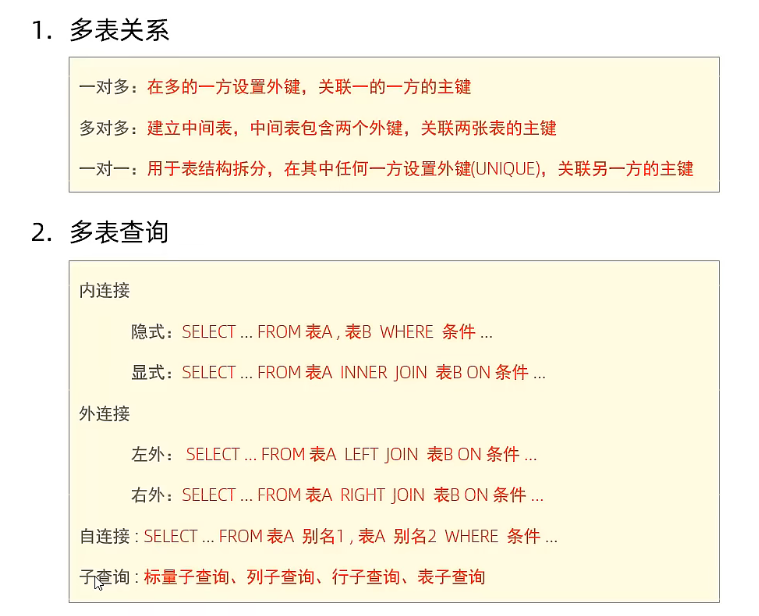 1. 多表关系
一对多：在多的一方设置外键，关联一的一方的主键
多对多：建立中间表，中间表包含两个外键，关联两张表的主键
一对一：用于表结构拆分，在其中任何一方设置外键(UNIQUE)，关联另一方的主键
2. 多表查询
内连接
隐式：SELECT ... FROM 表A , 表B WHERE 条件 ...
显式：SELECT ... FROM 表A INNER JOIN 表B ON 条件 ...
外连接
左外： SELECT ... FROM 表A LEFT JOIN 表B ON 条件 ...
右外：SELECT ... FROM 表A RIGHT JOIN 表B ON 条件 ...
自连接 : SELECT ... FROM 表A 别名1 , 表A 别名2 WHERE 条件 ...
子查询 : 标量子查询、列子查询、行子查询、表子查询